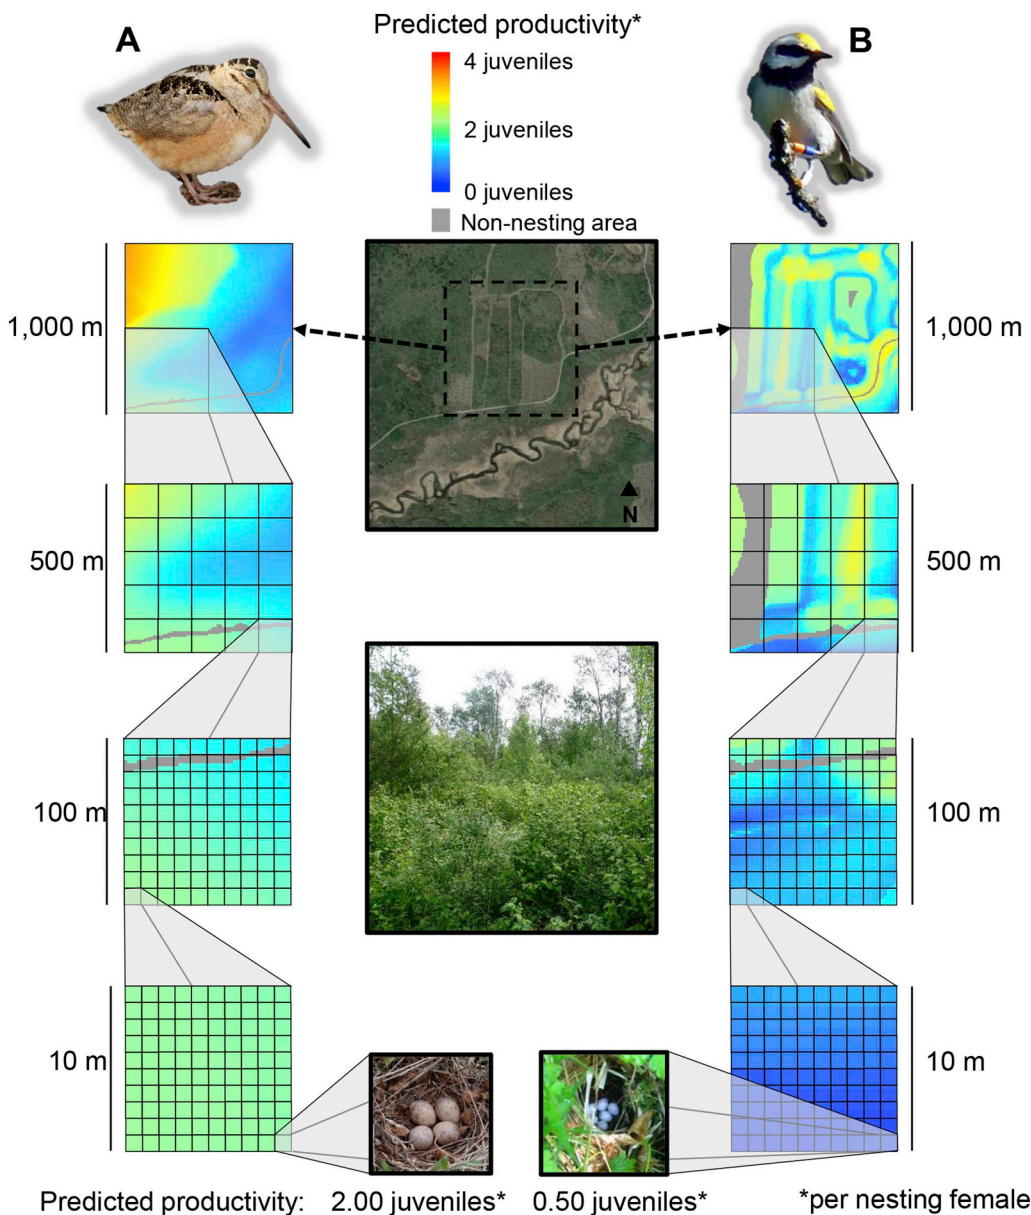 A
Predicted productivity*
B
4 juveniles
2 juveniles
0 juveniles
Non-nesting area
1,000 m
1,000 m
N
500 m
500 m
100 m
100 m
10 m
10 m
Predicted productivity: 2.00 juveniles* 0.50 juveniles* *per nesting female